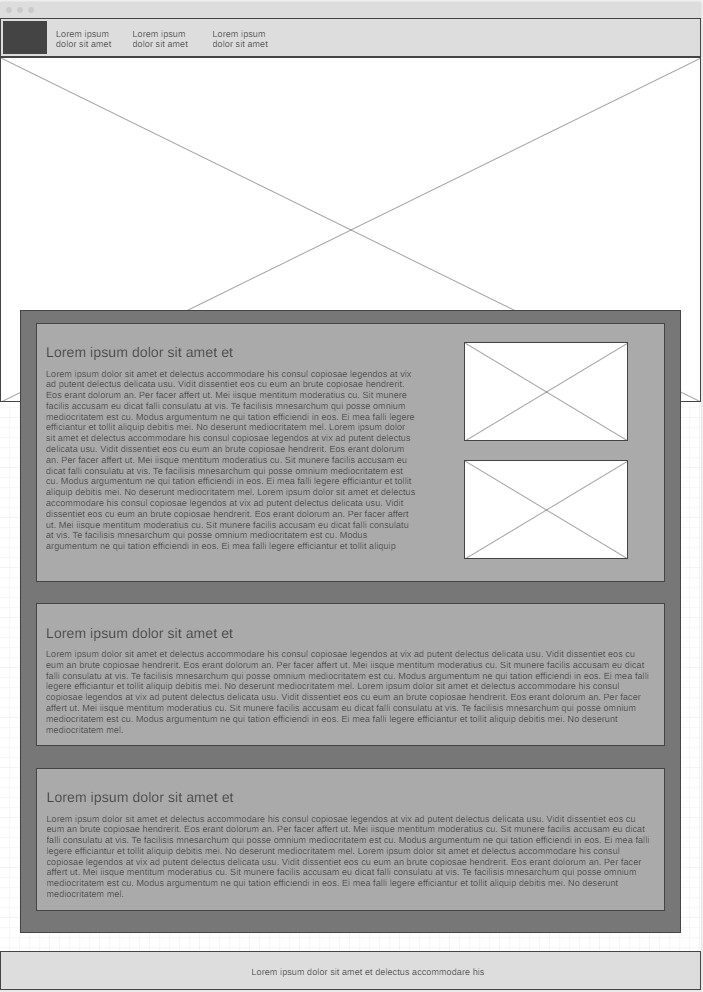 Lorem ipsum
dolor sit amet
Lorem ipsum
dolor sit amet
Lorem ipsum
dolor sit amet
Lorem ipsum dolor sit amet et
Lorem ipsum dolor sit amet et delectus accommodare his consul copiosae legendos at vix
ad putent delectus delicata usu. Vidit dissentiet eos cu eum an brute copiosae hendrerit.
Eos erant dolorum an. Per facer affert ut. Mei iisque mentitum moderatius cu. Sit munere
facilis accusam eu dicat falli consulatu at vis. Te facilisis mnesarchum qui posse omnium
mediocritatem est cu. Modus argumentum ne qui tation efficiendi in eos. Ei mea falli legere
efficiantur et tollit aliquip debitis mei. No deserunt mediocritatem mel. Lorem ipsum dolor
sit amet et delectus accommodare his consul copiosae legendos at vix ad putent delectus
delicata usu. Vidit dissentiet eos cu eum an brute copiosae hendrerit. Eos erant dolorum
an. Per facer affert ut. Mei iisque mentitum moderatius cu. Sit munere facilis accusam eu
dicat falli consulatu at vis. Te facilisis mnesarchum qui posse omnium mediocritatem est
cu. Modus argumentum ne qui tation efficiendi in eos. Ei mea falli legere efficiantur et tollit
aliquip debitis mei. No deserunt mediocritatem mel. Lorem ipsum dolor sit amet et delectus
accommodare his consul copiosae legendos at vix ad putent delectus delicata usu. Vidit
dissentiet eos cu eum an brute copiosae hendrerit. Eos erant dolorum an. Per facer affert
ut. Mei iisque mentitum moderatius cu. Sit munere facilis accusam eu dicat falli consulatu
at vis. Te facilisis mnesarchum qui posse omnium mediocritatem est cu. Modus
argumentum ne qui tation efficiendi in eos. Ei mea falli legere efficiantur et tollit aliquip
Lorem ipsum dolor sit amet et
Lorem ipsum dolor sit amet et delectus accommodare his consul copiosae legendos at vix ad putent delectus delicata usu. Vidit dissentiet eos cu
eum an brute copiosae hendrerit. Eos erant dolorum an. Per facer affert ut. Mei iisque mentitum moderatius cu. Sit munere facilis accusam eu dicat
falli consulatu at vis. Te facilisis mnesarchum qui posse omnium mediocritatem est cu. Modus argumentum ne qui tation efficiendi in eos. Ei mea falli
legere efficiantur et tollit aliquip debitis mei. No deserunt mediocritatem mel. Lorem ipsum dolor sit amet et delectus accommodare his consul
copiosae legendos at vix ad putent delectus delicata usu. Vidit dissentiet eos cu eum an brute copiosae hendrerit. Eos erant dolorum an. Per facer
affert ut. Mei iisque mentitum moderatius cu. Sit munere facilis accusam eu dicat falli consulatu at vis. Te facilisis mnesarchum qui posse omnium
mediocritatem est cu. Modus argumentum ne qui tation efficiendi in eos. Ei mea falli legere efficiantur et tollit aliquip debitis mei. No deserunt
mediocritatem mel.
Lorem ipsum dolor sit amet et
Lorem ipsum dolor sit amet et delectus accommodare his consul copiosae legendos at vix ad putent delectus delicata usu. Vidit dissentiet eos cu
eum an brute copiosae hendrerit. Eos erant dolorum an. Per facer affert ut. Mei iisque mentitum moderatius cu. Sit munere facilis accusam eu dicat
falli consulatu at vis. Te facilisis mnesarchum qui posse omnium mediocritatem est cu. Modus argumentum ne qui tation efficiendi in eos. Ei mea falli
legere efficiantur et tollit aliquip debitis mei. No deserunt mediocritatem mel. Lorem ipsum dolor sit amet et delectus accommodare his consul
copiosae legendos at vix ad putent delectus delicata usu. Vidit dissentiet eos cu eum an brute copiosae hendrerit. Eos erant dolorum an. Per facer
affert ut. Mei iisque mentitum moderatius cu. Sit munere facilis accusam eu dicat falli consulatu at vis. Te facilisis mnesarchum qui posse omnium
mediocritatem est cu. Modus argumentum ne qui tation efficiendi in eos. Ei mea falli legere efficiantur et tollit aliquip debitis mei. No deserunt
mediocritatem mel.
Lorem ipsum dolor sit amet et delectus accommodare his